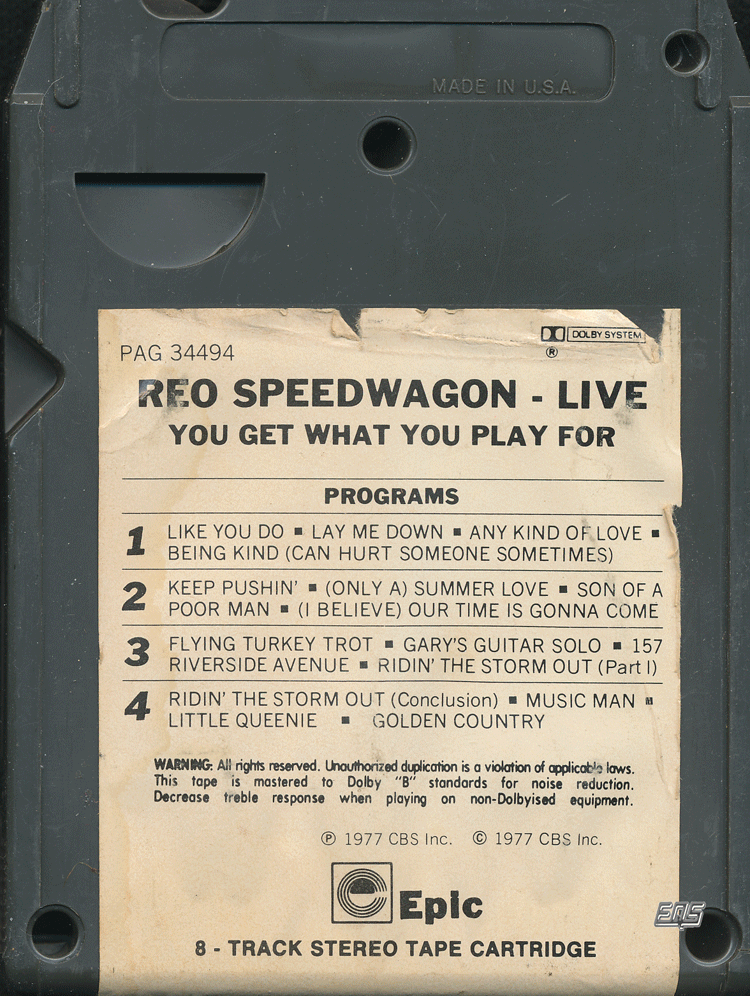 MADE IN U.S.A.
PAG 34494
DOLBY SYSTEM
®
REO SPEEDWAGON - LIVE
YOU GET WHAT YOU PLAY FOR
PROGRAMS
1 LIKE YOU DO ▪ LAY ME DOWN ▪ ANY KIND OF LOVE ▪
BEING KIND (CAN HURT SOMEONE SOMETIMES)
2 KEEP PUSHIN' ▪ (ONLY A) SUMMER LOVE ▪ SON OF A
POOR MAN ▪ (I BELIEVE) OUR TIME IS GONNA COME
3 FLYING TURKEY TROT ▪ GARY'S GUITAR SOLO ▪ 157
RIVERSIDE AVENUE ▪ RIDIN' THE STORM OUT (Part I)
4 RIDIN' THE STORM OUT (Conclusion) ▪ MUSIC MAN ▪
LITTLE QUEENIE ▪ GOLDEN COUNTRY
WARNING: All rights reserved. Unauthorized duplication is a violation of applicable laws.
This tape is mastered to Dolby "B" standards for noise reduction.
Decrease treble response when playing on non-Dolbyised equipment.
℗ 1977 CBS Inc. © 1977 CBS Inc.
Epic
8 - TRACK STEREO TAPE CARTRIDGE